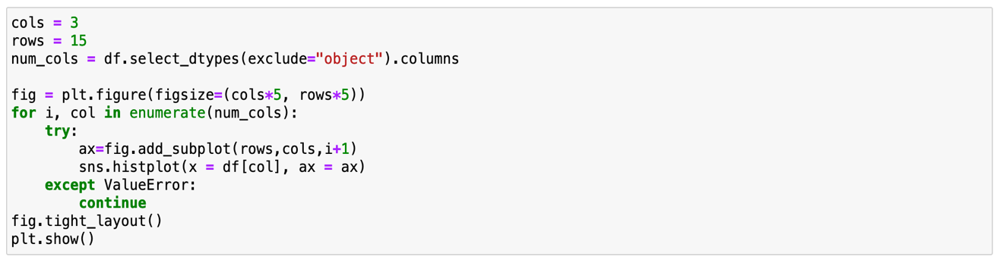 cols = 3
rows = 15
num_cols = df.select_dtypes(exclude="object").columns

fig = plt.figure(figsize=(cols*5, rows*5))
for i, col in enumerate(num_cols):
    try:
        ax=fig.add_subplot(rows,cols,i+1)
        sns.histplot(x = df[col], ax = ax)
    except ValueError:
        continue
fig.tight_layout()
plt.show()